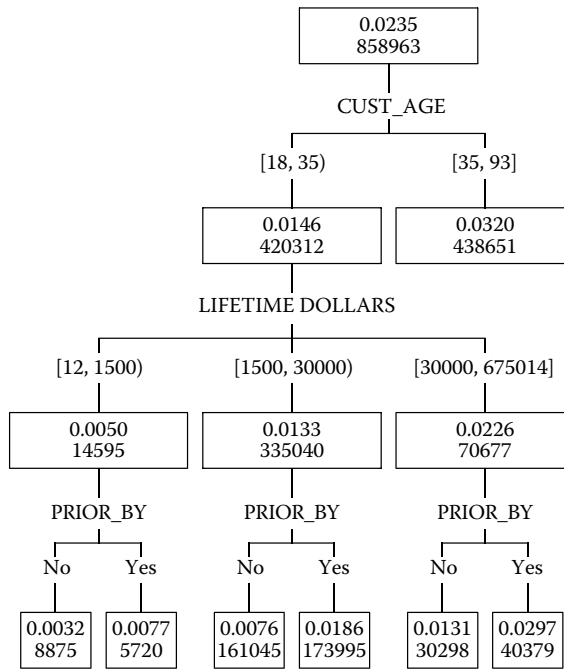 0.0235
858963
CUST_AGE
[18, 35)
[35, 93]
0.0146
420312
0.0320
438651
LIFETIME DOLLARS
[12, 1500)
[1500, 30000)
[30000, 675014]
0.0050
14595
0.0133
335040
0.0226
70677
PRIOR_BY
PRIOR_BY
PRIOR_BY
No
Yes
No
Yes
No
Yes
0.0032
8875
0.0077
5720
0.0076
161045
0.0186
173995
0.0131
30298
0.0297
40379